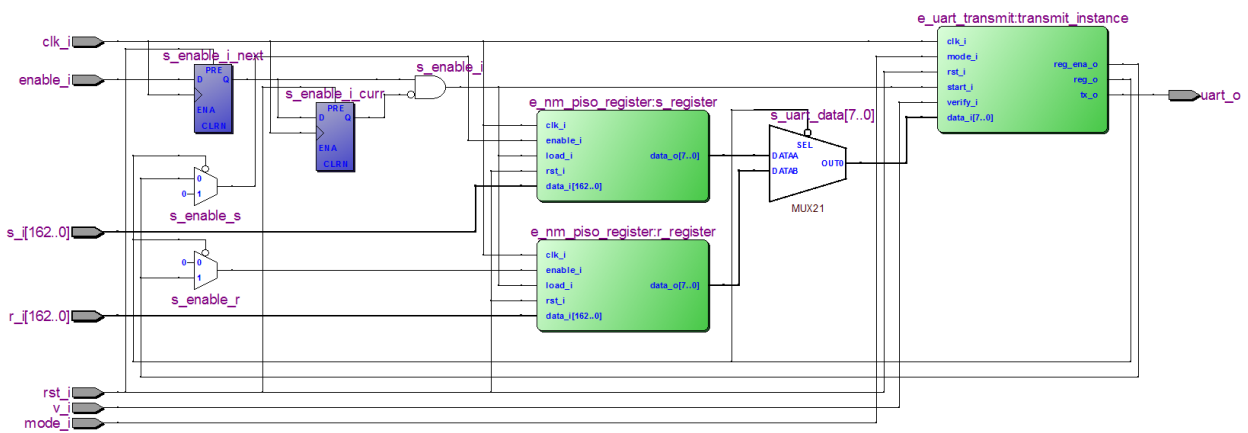 e_uart_transmit:transmit_instance
clk_i
s_enable_i_next
enable_i
PRE
D
Q
ENA
CLRN
s_enable_i_curr
PRE
D
Q
ENA
CLRN
s_enable_i
e_nm_piso_register:s_register
clk_i
enable_i
load_i
rst_i
data_i[162..0]
data_o[7..0]
s_uart_data[7..0]
SEL
DATAA
DATAB
OUT0
MUX21
clk_i
mode_i
rst_i
start_i
verify_i
data_i[7..0]
reg_ena_o
reg_o
tx_o
uart_o
0
0 1
s_enable_s
s_i[162..0]
0 0
1
s_enable_r
e_nm_piso_register:r_register
clk_i
enable_i
load_i
rst_i
data_i[162..0]
data_o[7..0]
r_i[162..0]
rst_i
v_i
mode_i